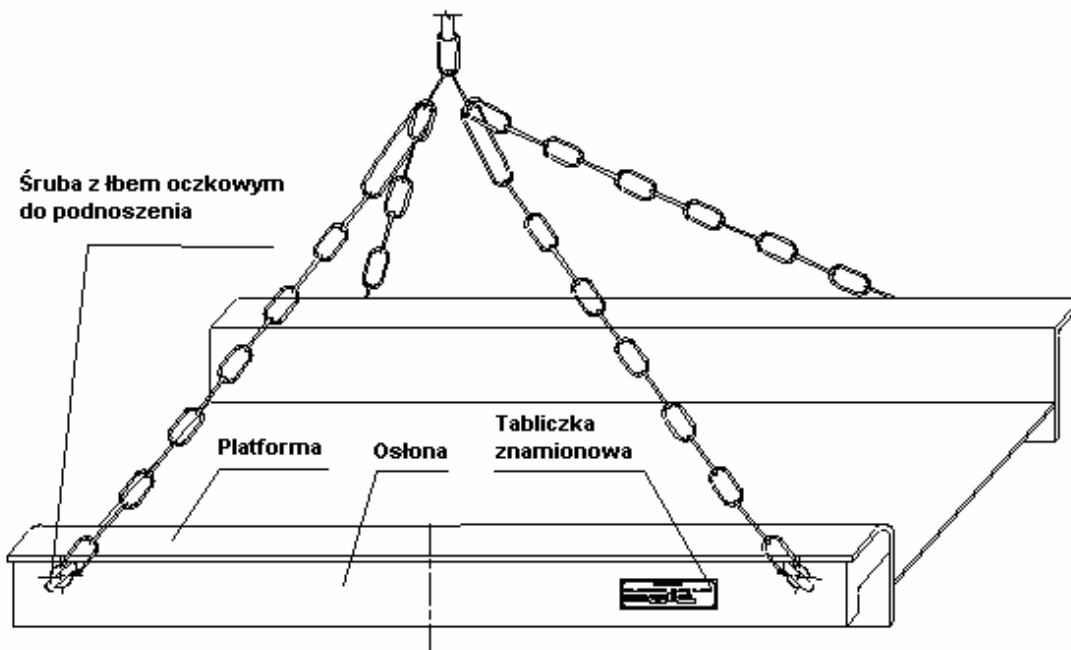 Śruba z łbem oczkowym
do podnoszenia
Platforma
Osłona
Tabliczka
znamionowa